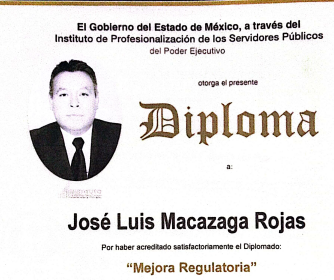 El Gobierno del Estado de México, a través del
Instituto de Profesionalización de los Servidores Públicos
del Poder Ejecutivo
otorga el presente
Diploma
a:
José Luis Macazaga Rojas
Por haber acreditado satisfactoriamente el Diplomado:
“Mejora Regulatoria”